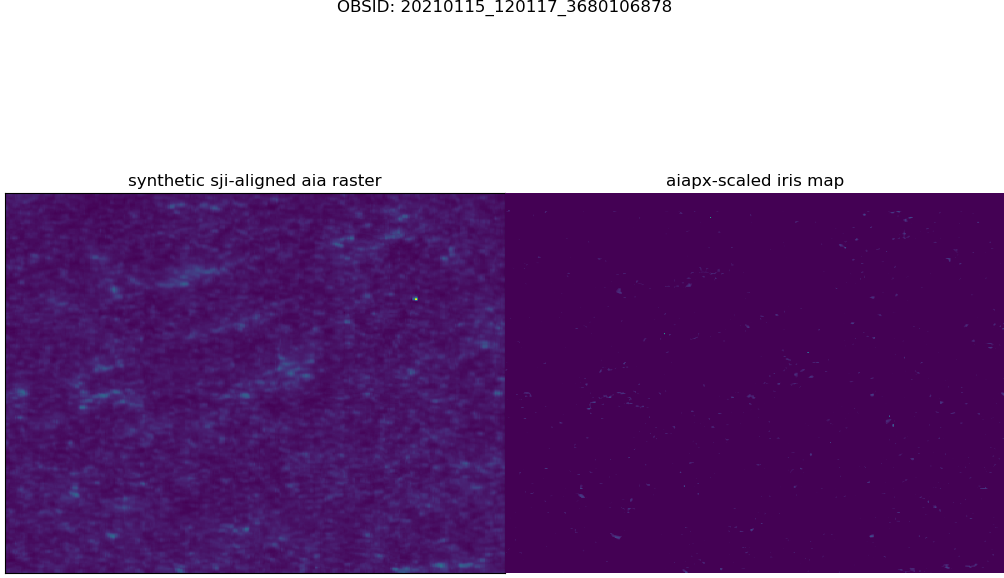 OBSID: 20210115_120117_3680106878
synthetic sji-aligned aia raster
aiapx-scaled iris map